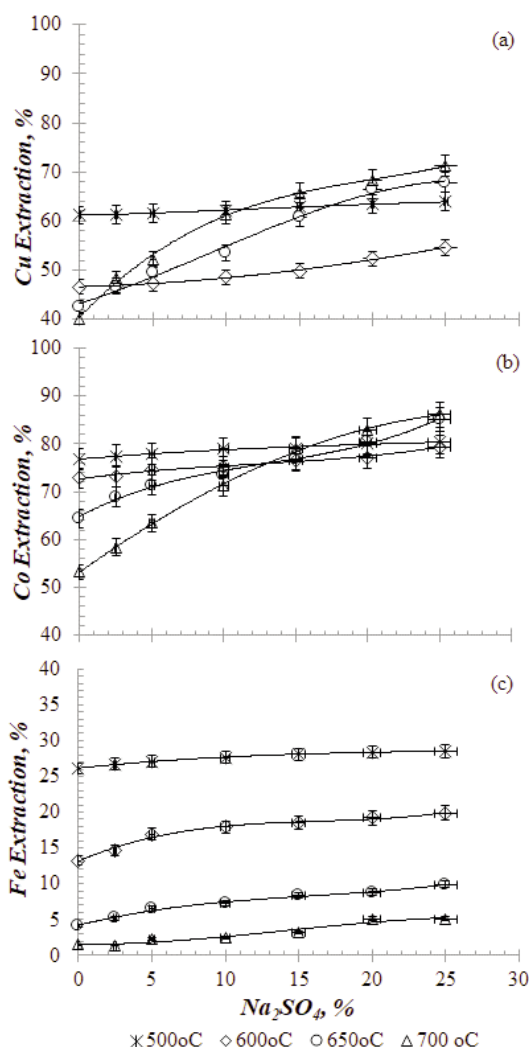 (a)
100
90
80
70
60
50
40
Cu Extraction, %
(b)
100
90
80
70
60
50
40
Co Extraction, %
(c)
40
35
30
25
20
15
10
5
0
Fe Extraction, %
0 5 10 15 20 25 30
Na₂SO₄, %
500oC 600oC 650oC 700 oC